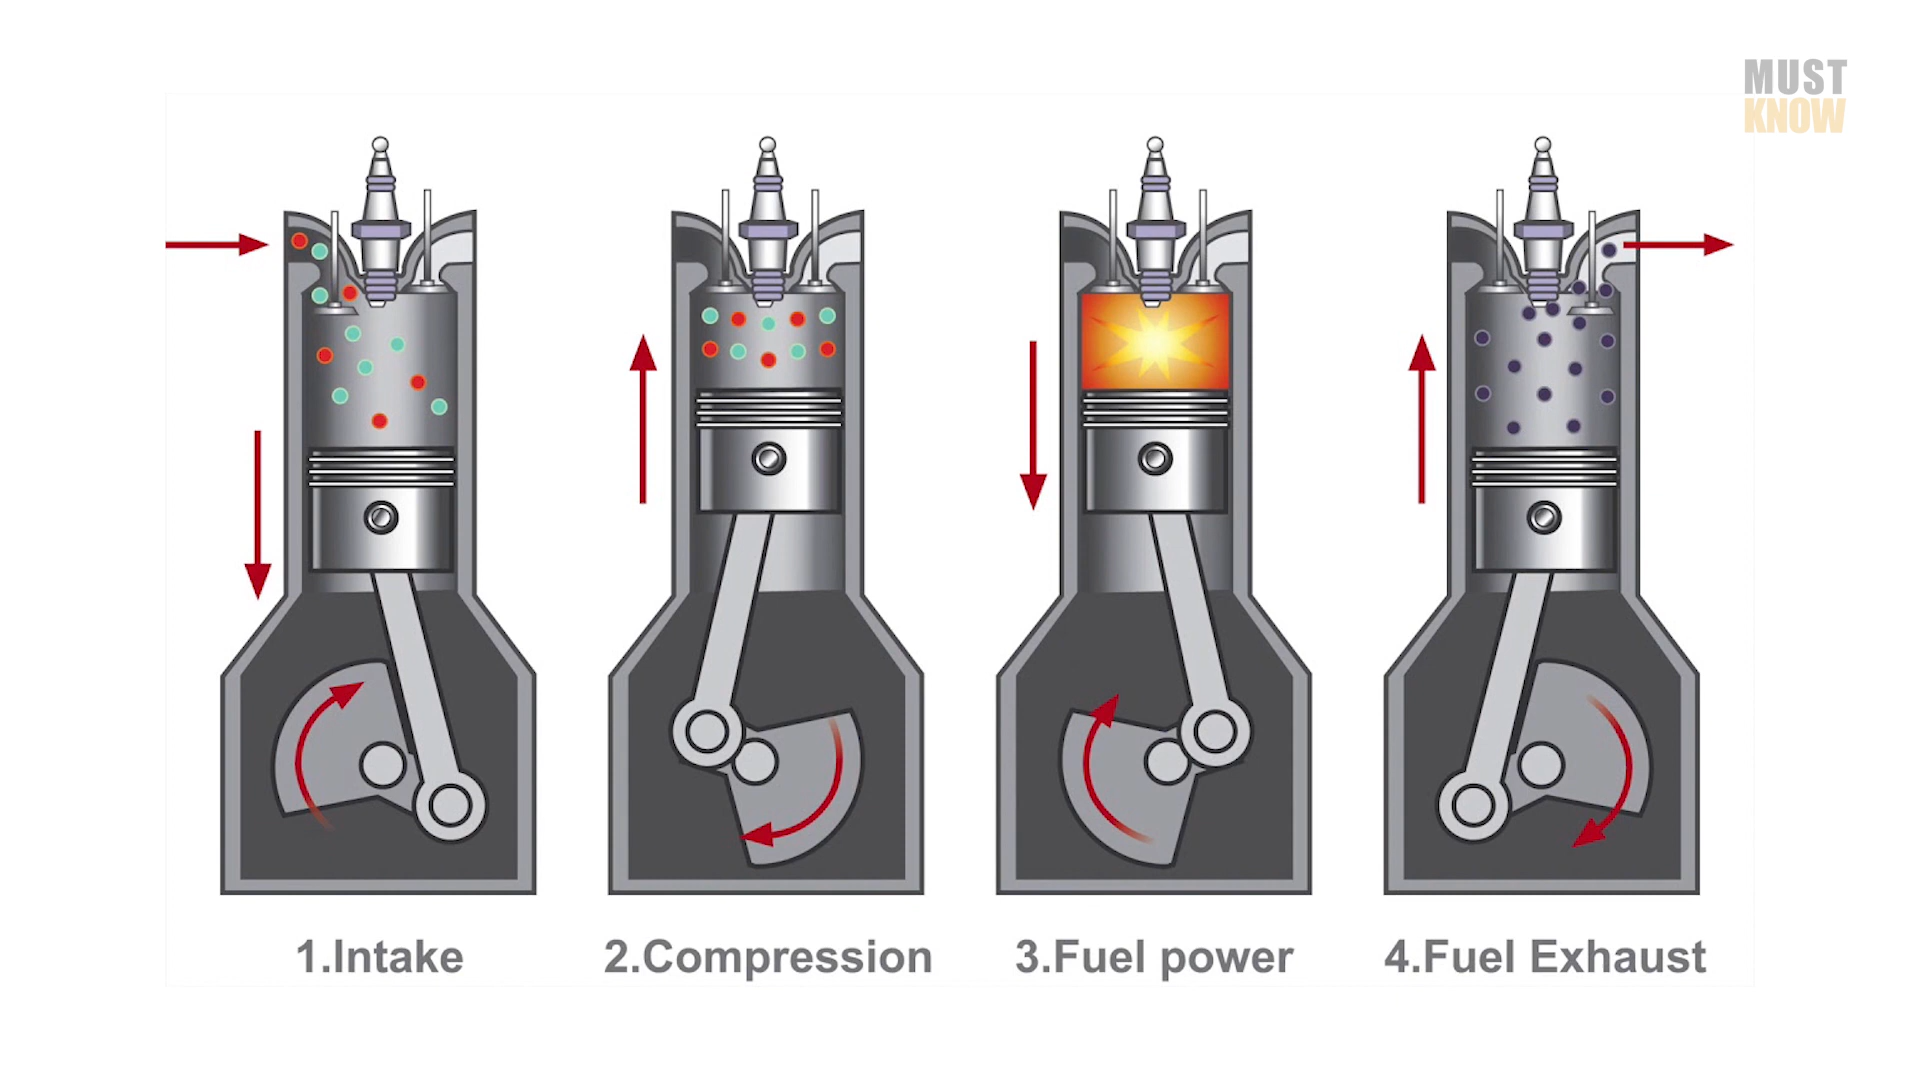 MUST
KNOW
1.Intake
2.Compression
3.Fuel power
4.Fuel Exhaust